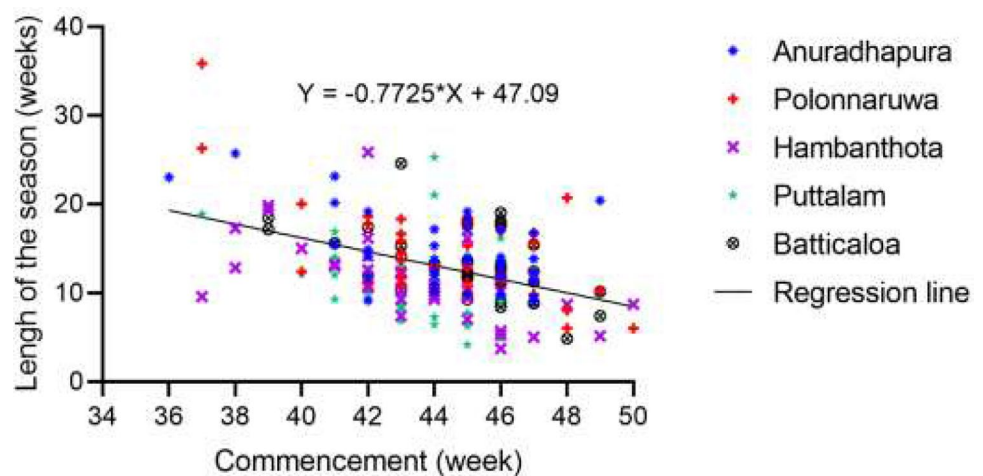 Lengh of the season (weeks)
40
30
20
10
0
Y = -0.7725*X + 47.09
34 36 38 40 42 44 46 48 50
Commencement (week)
Anuradhapura
Polonnaruwa
Hambanthota
Puttalam
Batticaloa
Regression line